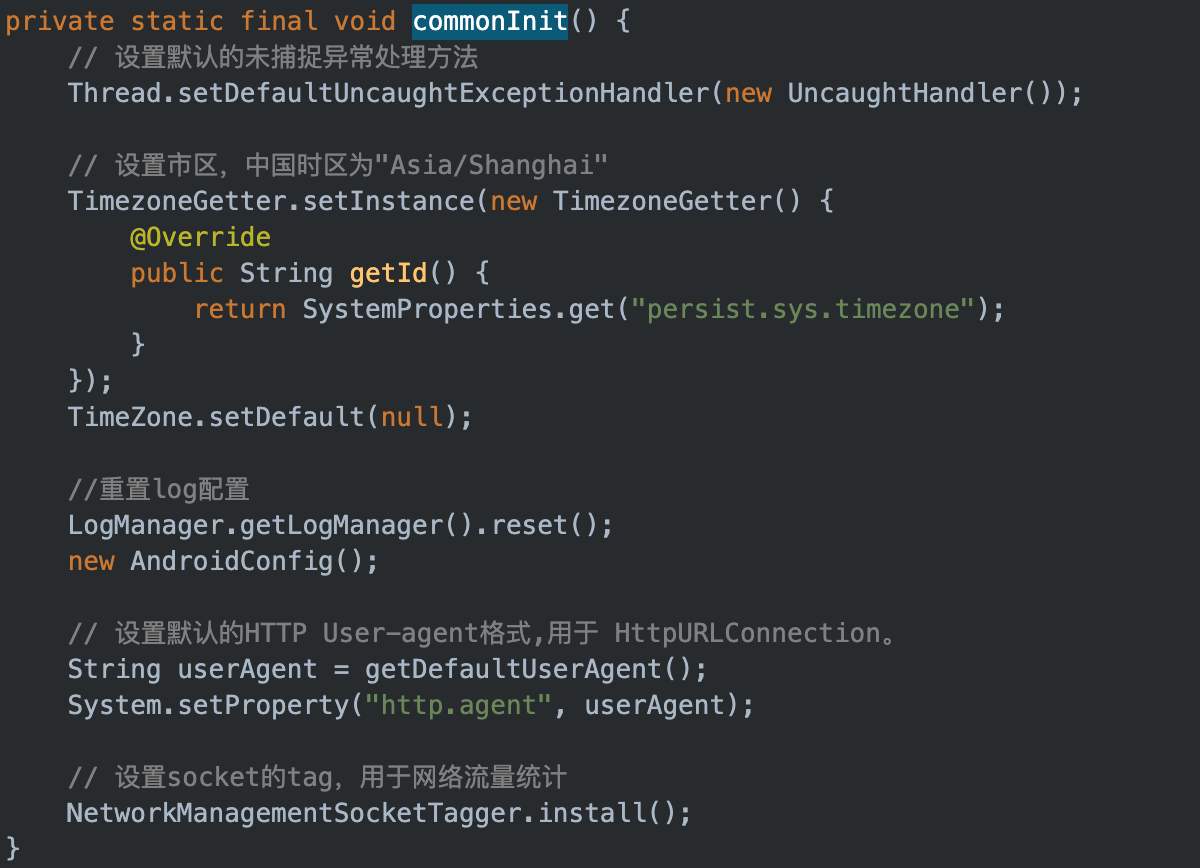 private static final void commonInit() {
    // 设置默认的未捕捉异常处理方法
    Thread.setDefaultUncaughtExceptionHandler(new UncaughtHandler());

    // 设置市区，中国时区为"Asia/Shanghai"
    TimezoneGetter.setInstance(new TimezoneGetter() {
        @Override
        public String getId() {
            return SystemProperties.get("persist.sys.timezone");
        }
    });
    TimeZone.setDefault(null);

    //重置log配置
    LogManager.getLogManager().reset();
    new AndroidConfig();

    // 设置默认的HTTP User-agent格式,用于 HttpURLConnection。
    String userAgent = getDefaultUserAgent();
    System.setProperty("http.agent", userAgent);

    // 设置socket的tag，用于网络流量统计
    NetworkManagementSocketTagger.install();
}